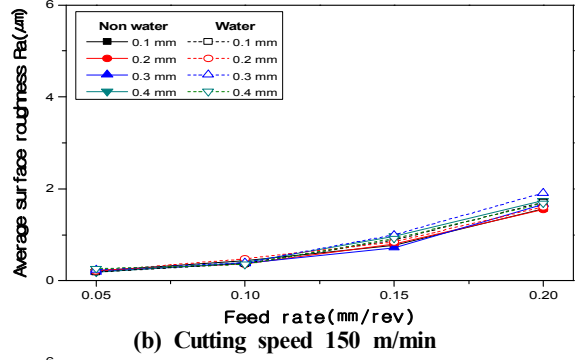 Non water Water
0.1 mm 0.1 mm
0.2 mm 0.2 mm
0.3 mm 0.3 mm
0.4 mm 0.4 mm
Average surface roughness Ra(㎛)
6
4
2
0
0.05 0.10 0.15 0.20
Feed rate(mm/rev)
(b) Cutting speed 150 m/min
6